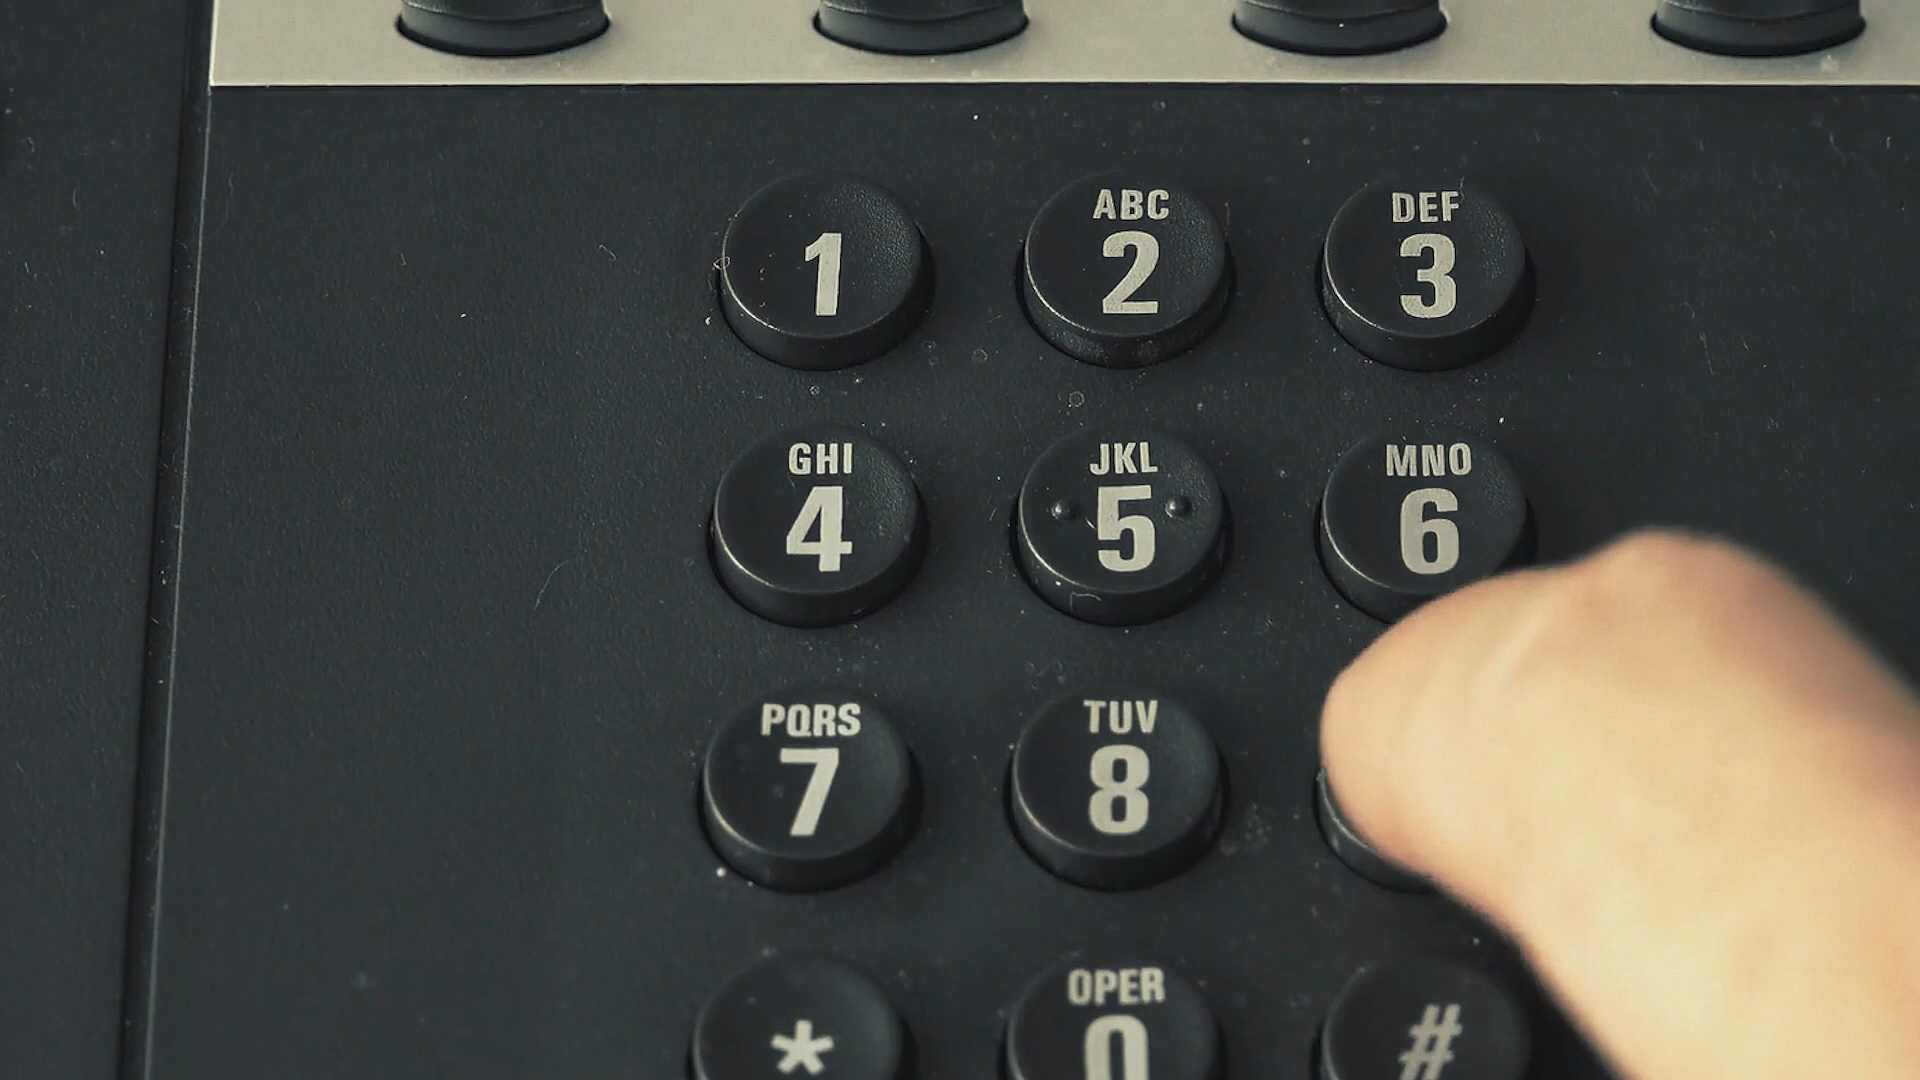 ABC DEF
1 2 3
GHI JKL MNO
4 5 6
PQRS TUV
7 8
OPER
* 0 #